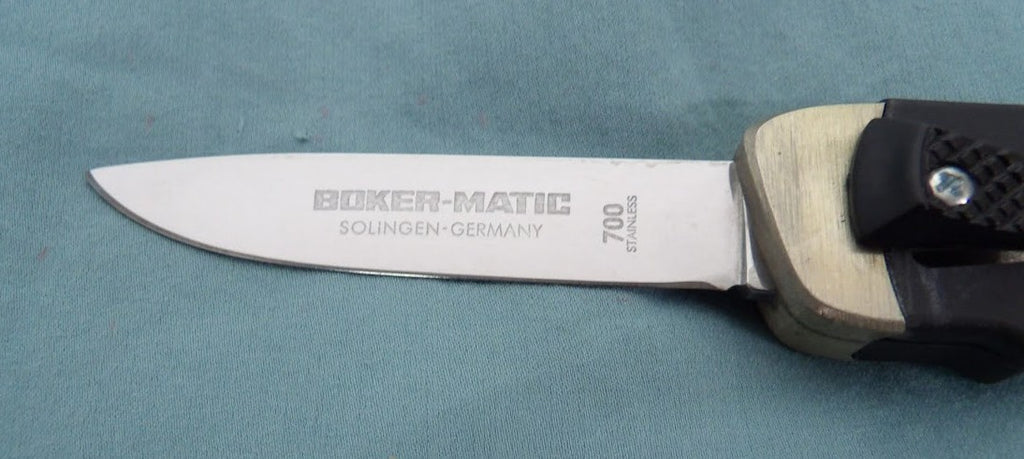 BOKER-MATIC
SOLINGEN-GERMANY
700
STAINLESS